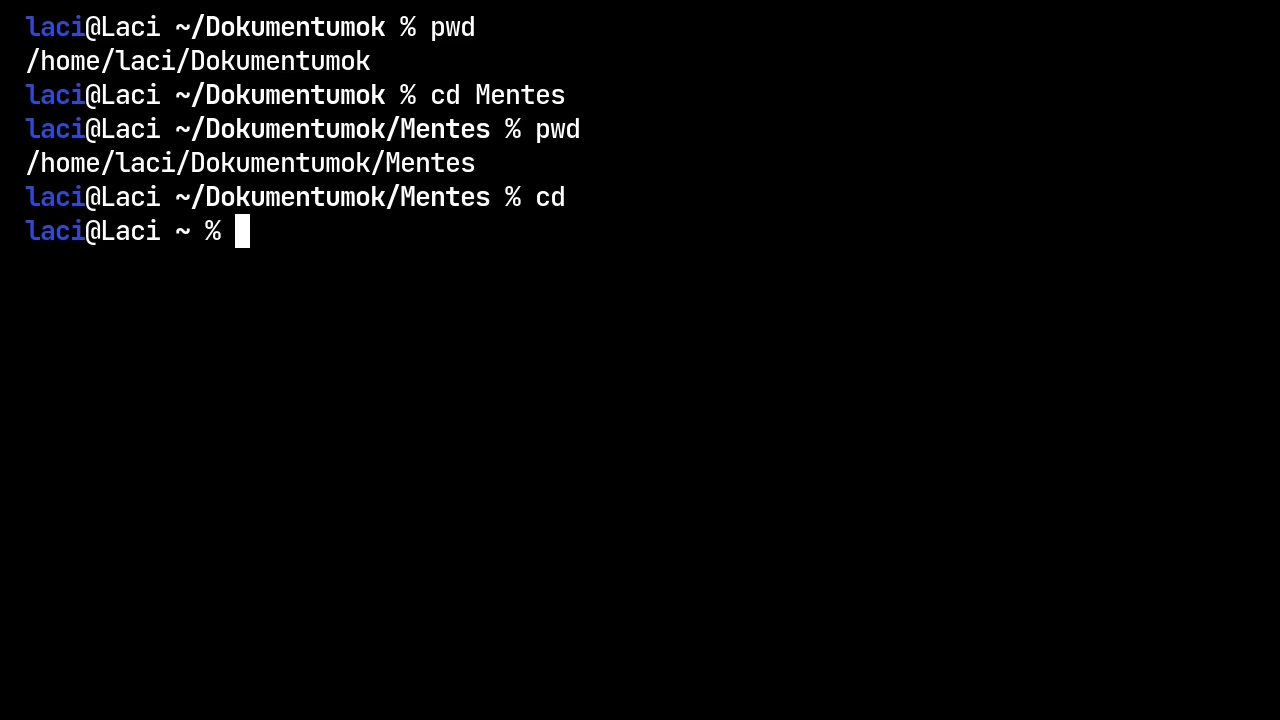 laci@Laci ~/Dokumentumok % pwd
/home/laci/Dokumentumok
laci@Laci ~/Dokumentumok % cd Mentes
laci@Laci ~/Dokumentumok/Mentes % pwd
/home/laci/Dokumentumok/Mentes
laci@Laci ~/Dokumentumok/Mentes % cd
laci@Laci ~ %